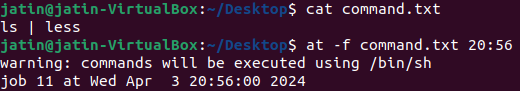 jatin@jatin-VirtualBox:~/Desktop$ cat command.txt
ls | less
jatin@jatin-VirtualBox:~/Desktop$ at -f command.txt 20:56
warning: commands will be executed using /bin/sh
job 11 at Wed Apr  3 20:56:00 2024